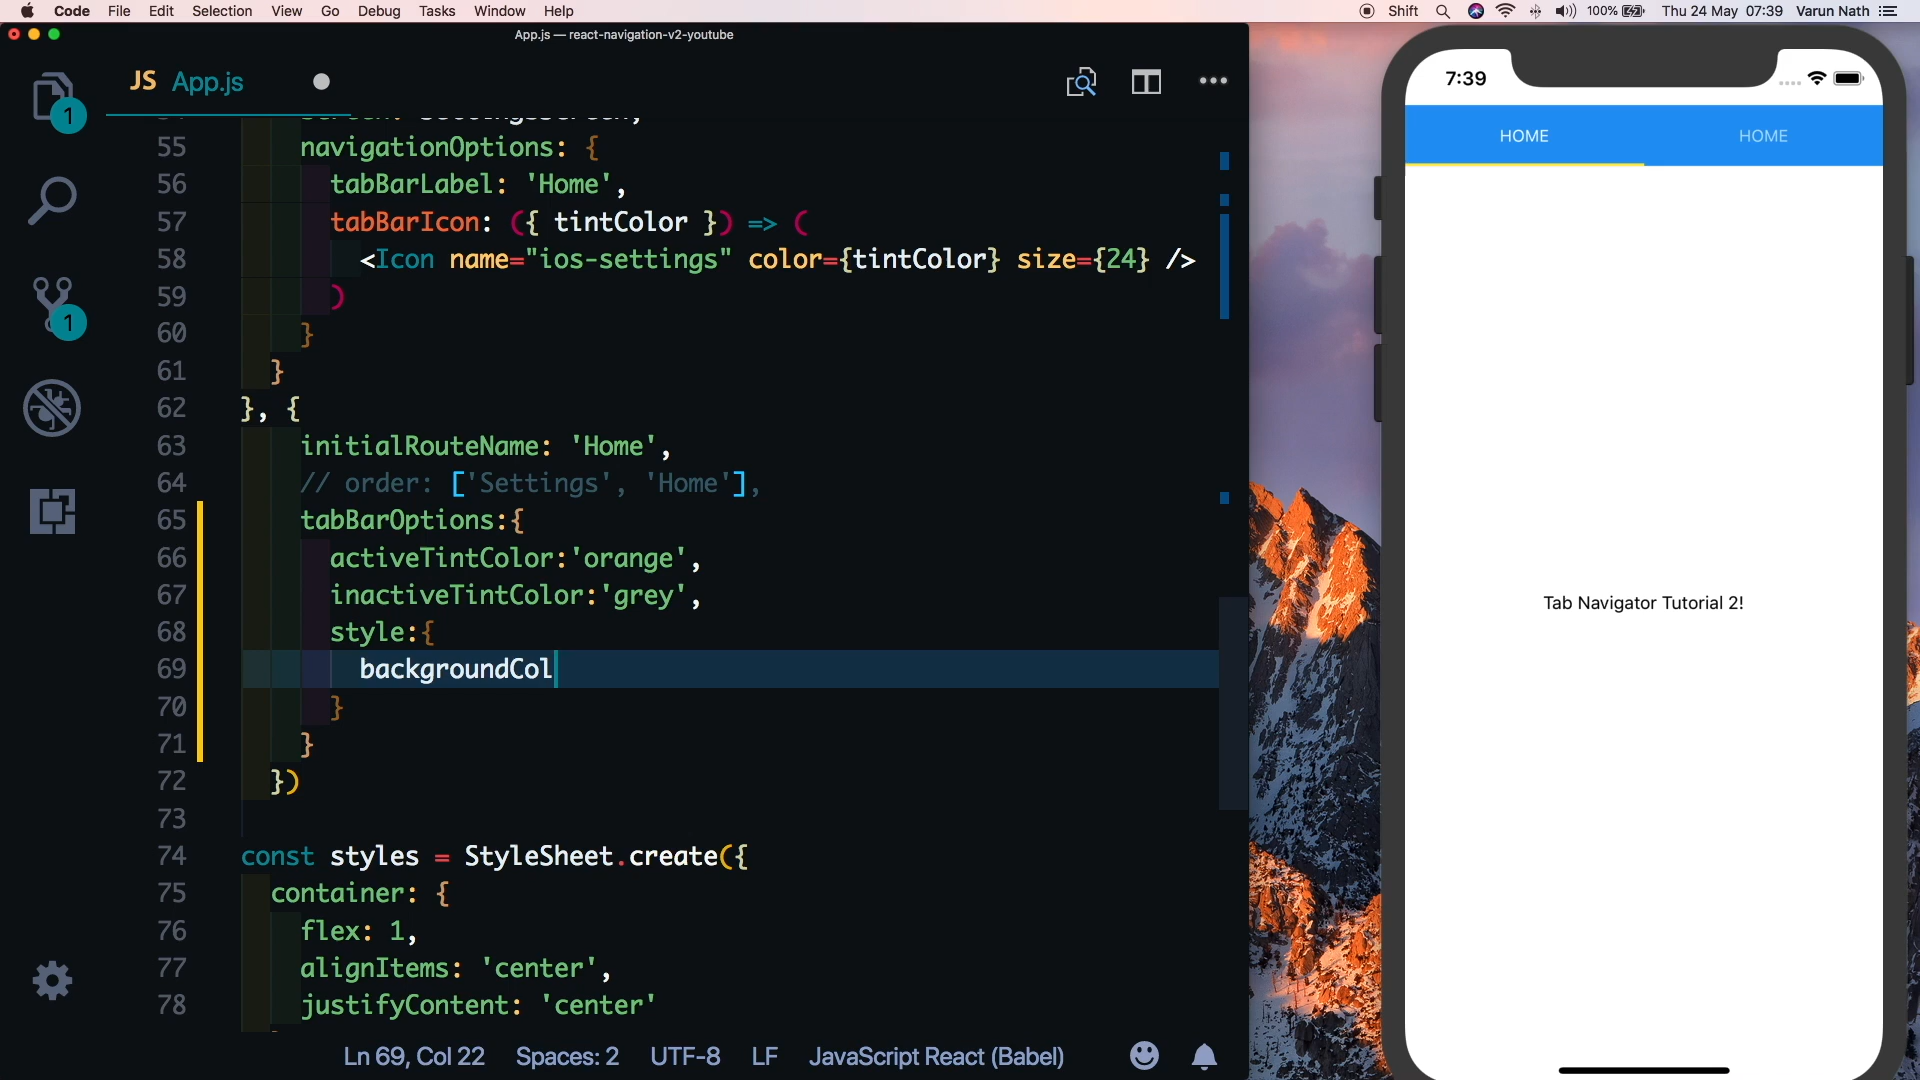 Code File Edit Selection View Go Debug Tasks Window Help Shift 100% Thu 24 May 07:39 Varun Nath
App.js — react-navigation-v2-youtube
JS App.js
1
1
55 navigationOptions: {
56 tabBarLabel: 'Home',
57 tabBarIcon: ({ tintColor }) => (
58 <Icon name="ios-settings" color={tintColor} size={24} />
59 )
60 }
61 }
62 }, {
63 initialRouteName: 'Home',
64 // order: ['Settings', 'Home'],
65 tabBarOptions:{
66 activeTintColor:'orange',
67 inactiveTintColor:'grey',
68 style:{
69 backgroundCol
70 }
71 }
72 })
73
74 const styles = StyleSheet.create({
75 container: {
76 flex: 1,
77 alignItems: 'center',
78 justifyContent: 'center'
Ln 69, Col 22 Spaces: 2 UTF-8 LF JavaScript React (Babel)
7:39
HOME HOME
Tab Navigator Tutorial 2!